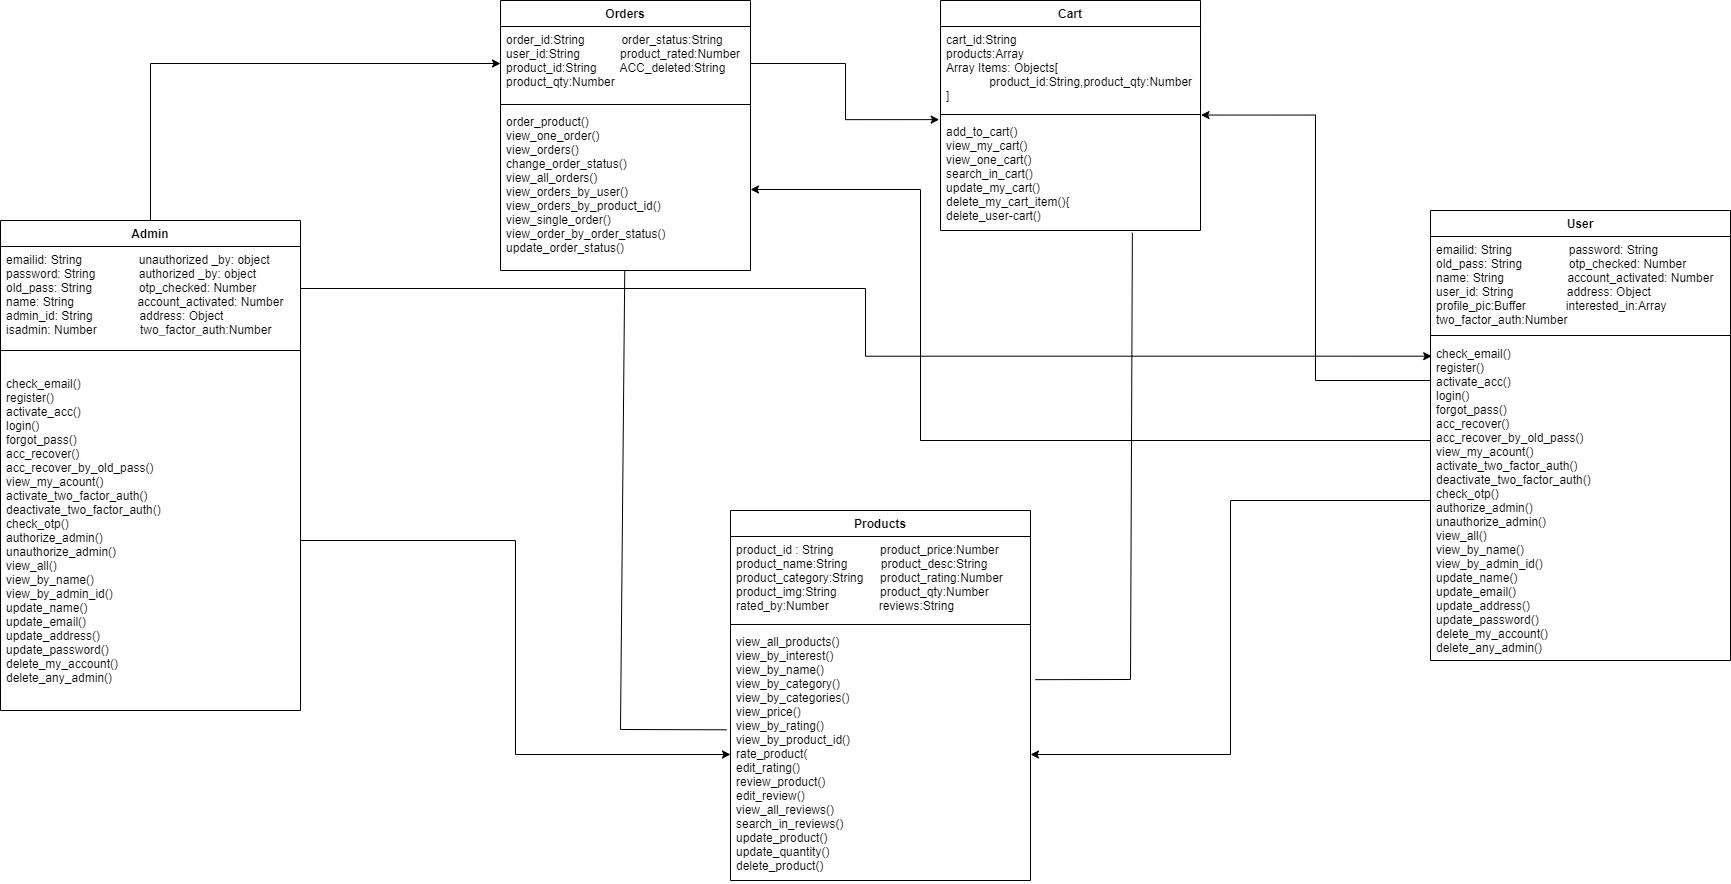 Orders
order_id:String order_status:String
user_id:String product_rated:Number
product_id:String ACC_deleted:String
product_qty:Number
order_product()
view_one_order()
view_orders()
change_order_status()
view_all_orders()
view_orders_by_user()
view_orders_by_product_id()
view_single_order()
view_order_by_order_status()
update_order_status()
Cart
cart_id:String
products:Array
Array Items: Objects[
product_id:String,product_qty:Number
]
add_to_cart()
view_my_cart()
view_one_cart()
search_in_cart()
update_my_cart()
delete_my_cart_item(){
delete_user-cart()
Admin
emailid: String unauthorized _by: object
password: String authorized _by: object
old_pass: String otp_checked: Number
name: String account_activated: Number
admin_id: String address: Object
isadmin: Number two_factor_auth:Number
check_email()
register()
activate_acc()
login()
forgot_pass()
acc_recover()
acc_recover_by_old_pass()
view_my_acount()
activate_two_factor_auth()
deactivate_two_factor_auth()
check_otp()
authorize_admin()
unauthorize_admin()
view_all()
view_by_name()
view_by_admin_id()
update_name()
update_email()
update_address()
update_password()
delete_my_account()
delete_any_admin()
User
emailid: String password: String
old_pass: String otp_checked: Number
name: String account_activated: Number
user_id: String address: Object
profile_pic:Buffer interested_in:Array
two_factor_auth:Number
check_email()
register()
activate_acc()
login()
forgot_pass()
acc_recover()
acc_recover_by_old_pass()
view_my_acount()
activate_two_factor_auth()
deactivate_two_factor_auth()
check_otp()
authorize_admin()
unauthorize_admin()
view_all()
view_by_name()
view_by_admin_id()
update_name()
update_email()
update_address()
update_password()
delete_my_account()
delete_any_admin()
Products
product_id : String product_price:Number
product_name:String product_desc:String
product_category:String product_rating:Number
product_img:String product_qty:Number
rated_by:Number reviews:String
view_all_products()
view_by_interest()
view_by_name()
view_by_category()
view_by_categories()
view_price()
view_by_rating()
view_by_product_id()
rate_product(
edit_rating()
review_product()
edit_review()
view_all_reviews()
search_in_reviews()
update_product()
update_quantity()
delete_product()